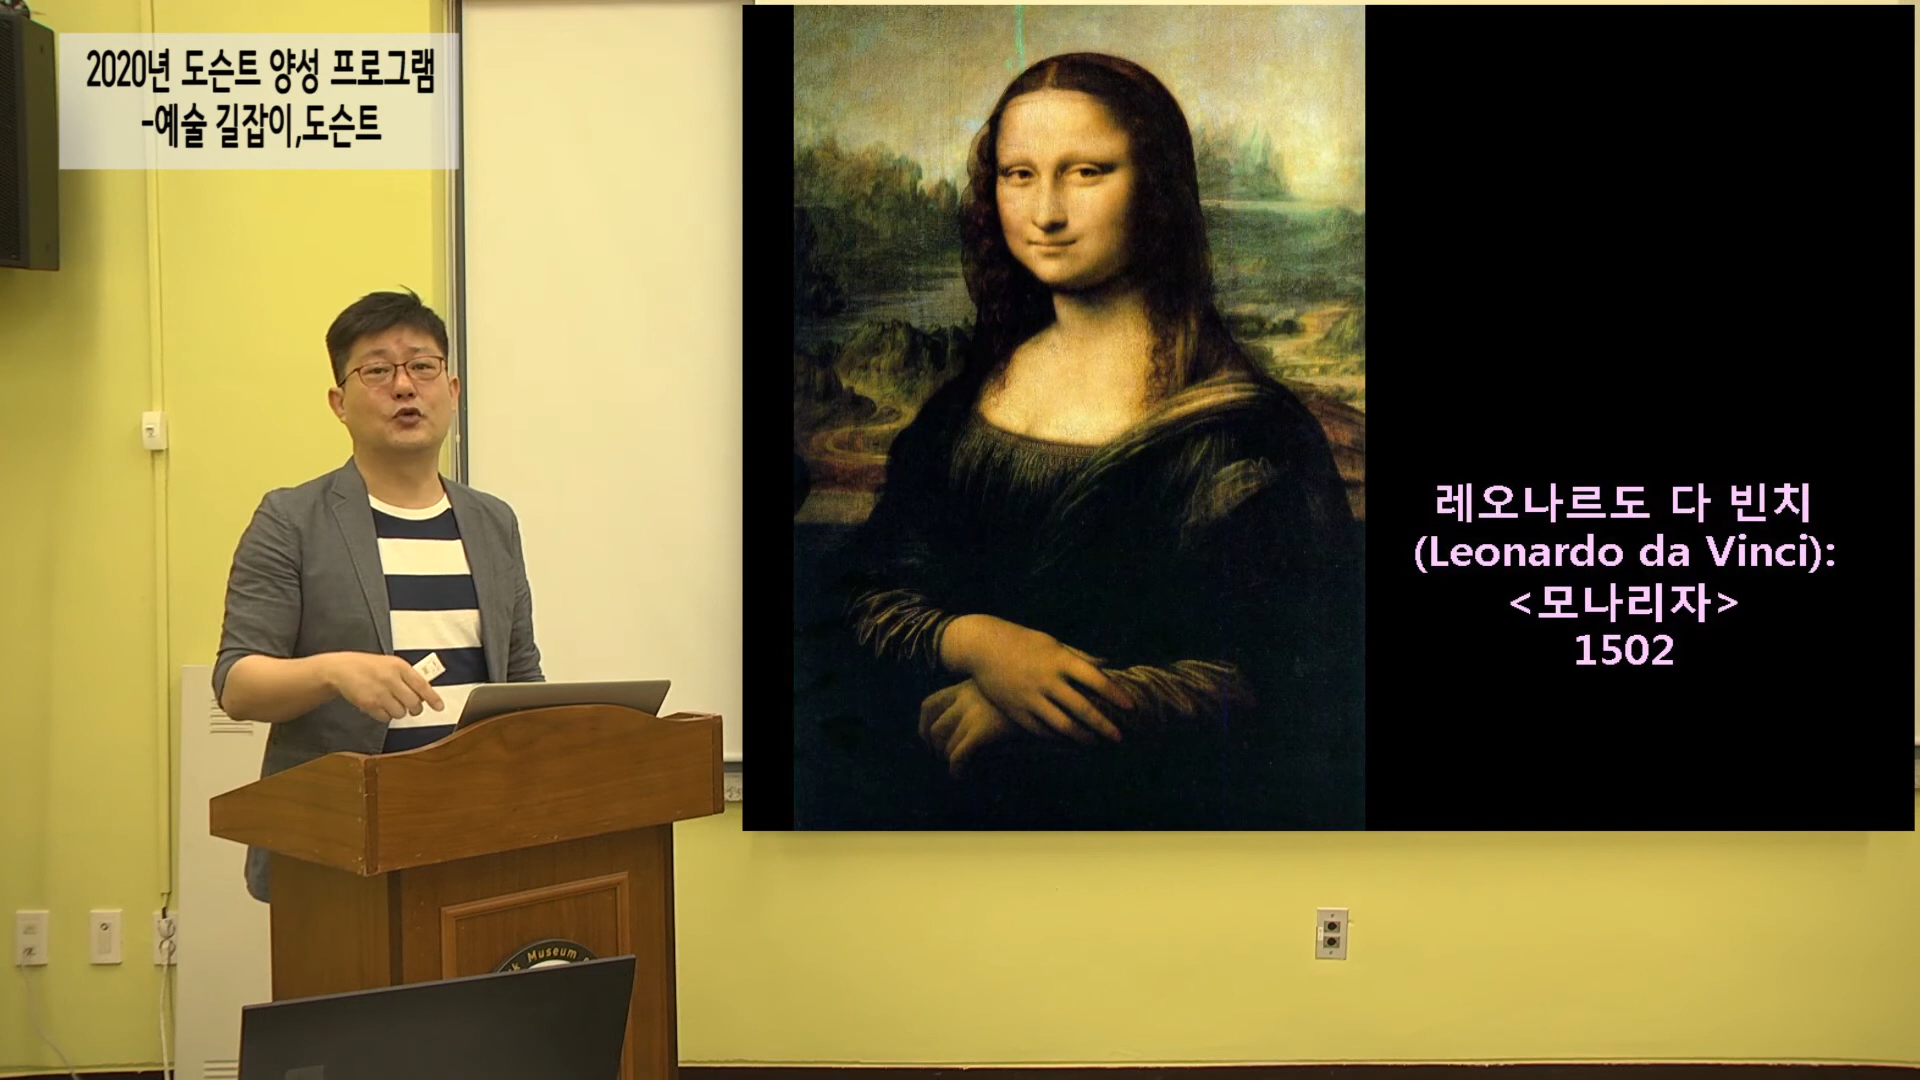 2020년 도슨트 양성 프로그램
-예술 길잡이,도슨트
레오나르도 다 빈치
(Leonardo da Vinci):
<모나리자>
1502
Museum